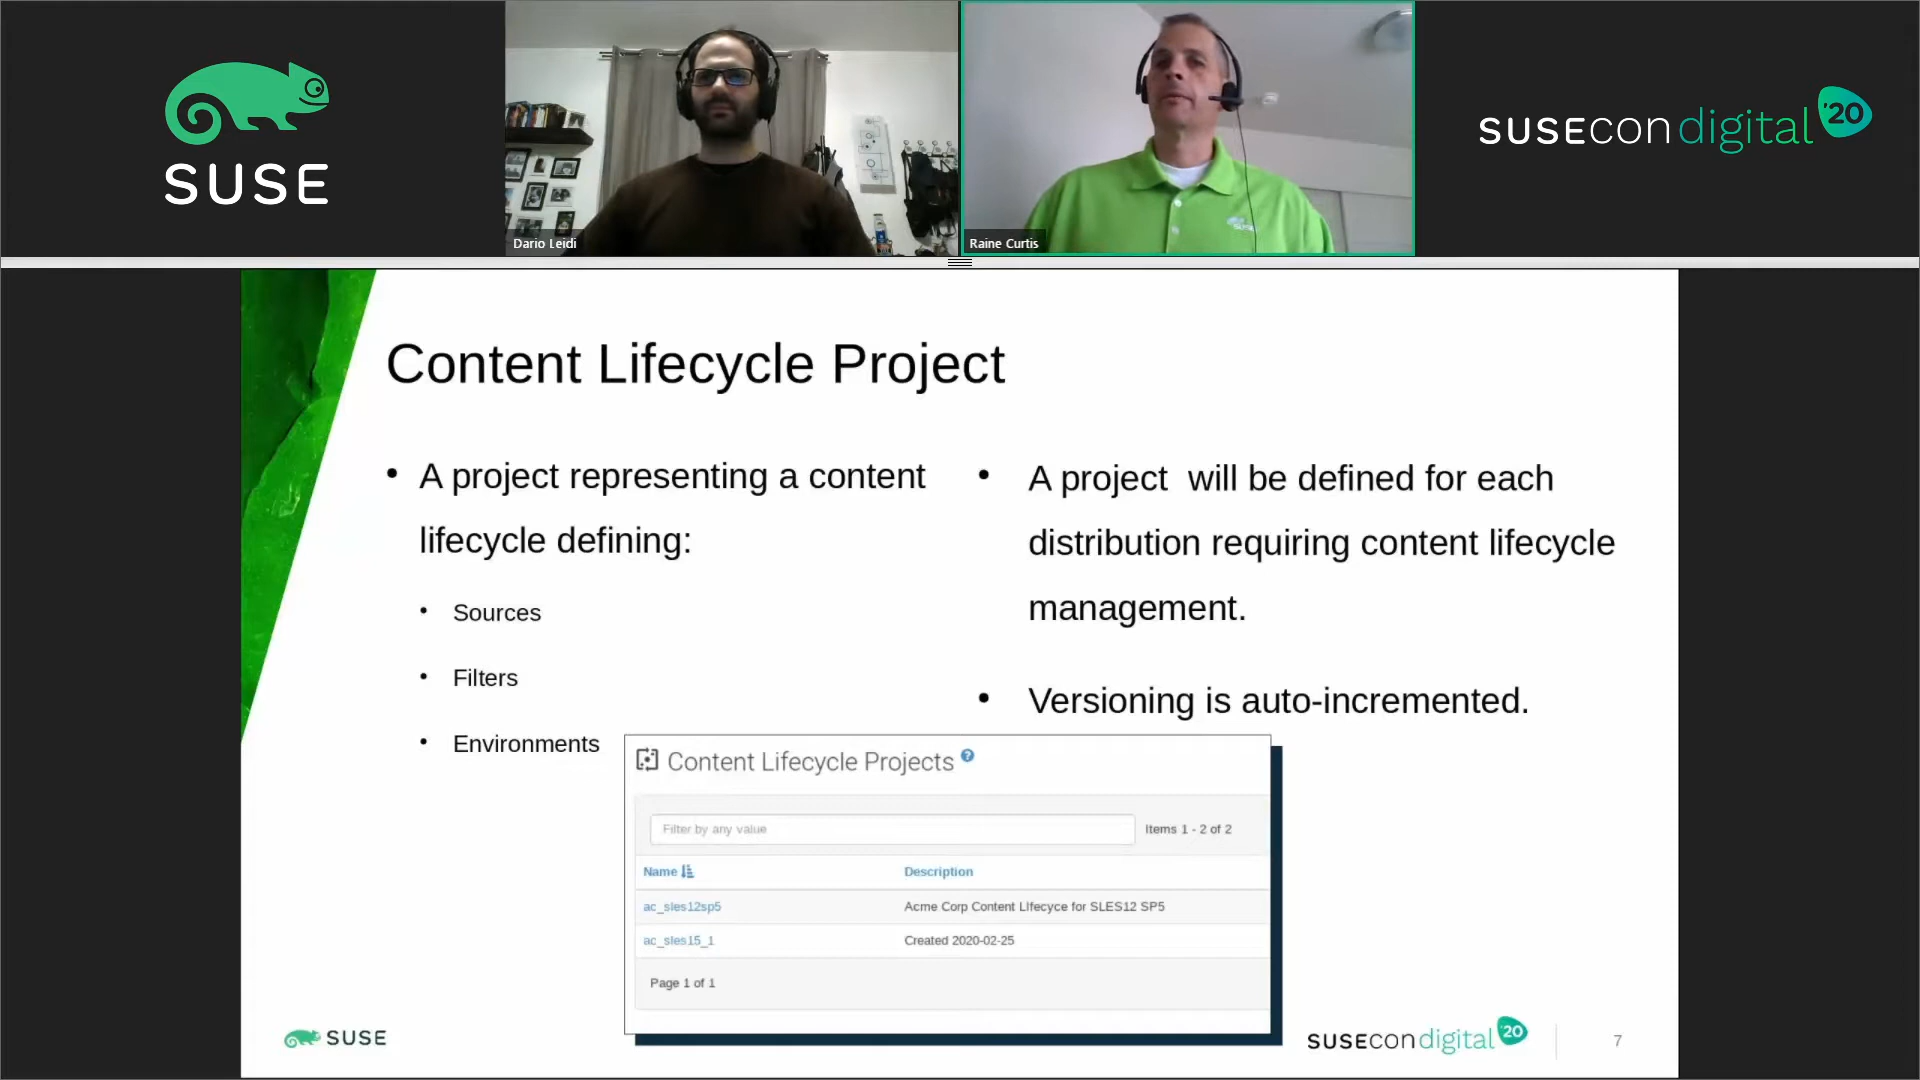 SUSE
Dario Leidi
Raine Curtis
SUSEcon digital '20
Content Lifecycle Project
• A project representing a content
lifecycle defining:
• Sources
• Filters
• Environments
• A project will be defined for each
distribution requiring content lifecycle
management.
• Versioning is auto-incremented.
Content Lifecycle Projects ?
Filter by any value Items 1 - 2 of 2
Name Description
ac_sles12sp5 Acme Corp Content LIfecyce for SLES12 SP5
ac_sles15_1 Created 2020-02-25
Page 1 of 1
SUSE
SUSEcon digital '20
7